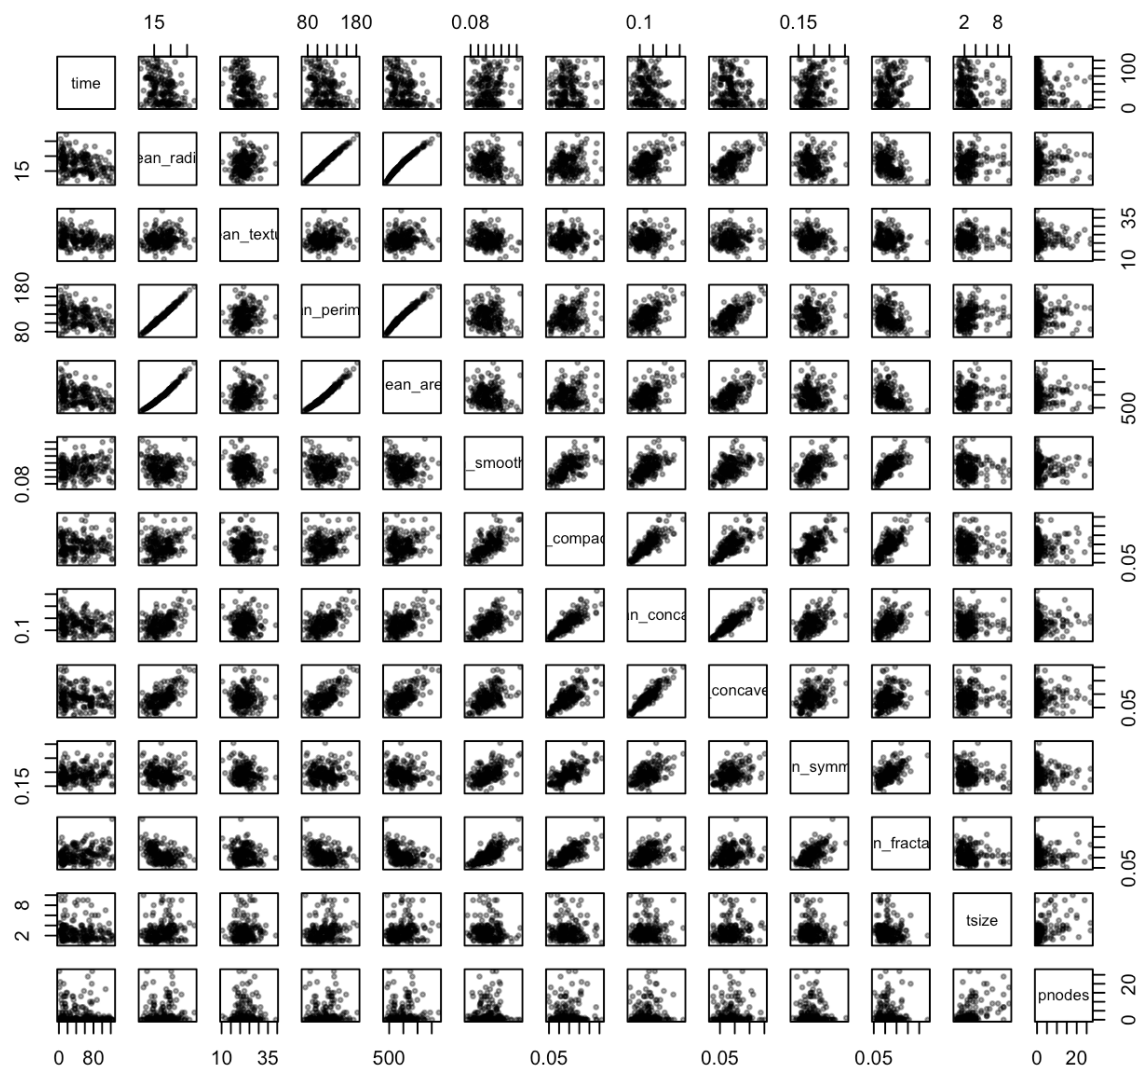 15 80 180 0.08 0.1 0.15 2 8
time 0 100
15 ean_radi
ean_textu 10 35
80 180 n_perim
ean_are 500
0.08 _smooth
_compac 0.05
0.1 n_conca
_concave 0.05
0.15 n_symm
n_fracta 0.05
2 8 tsize
pnodes 0 20
0 80 10 35 500 0.05 0.05 0.05 0 20